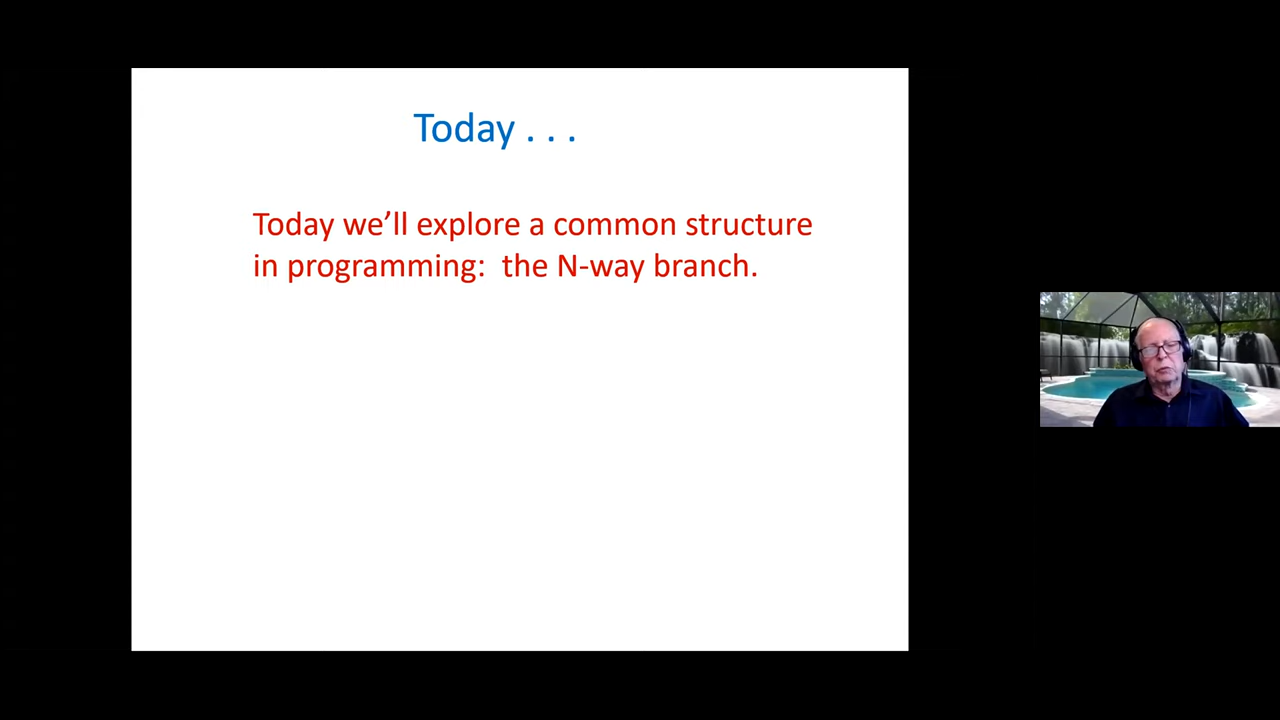 Today . . .
Today we’ll explore a common structure
in programming:  the N-way branch.